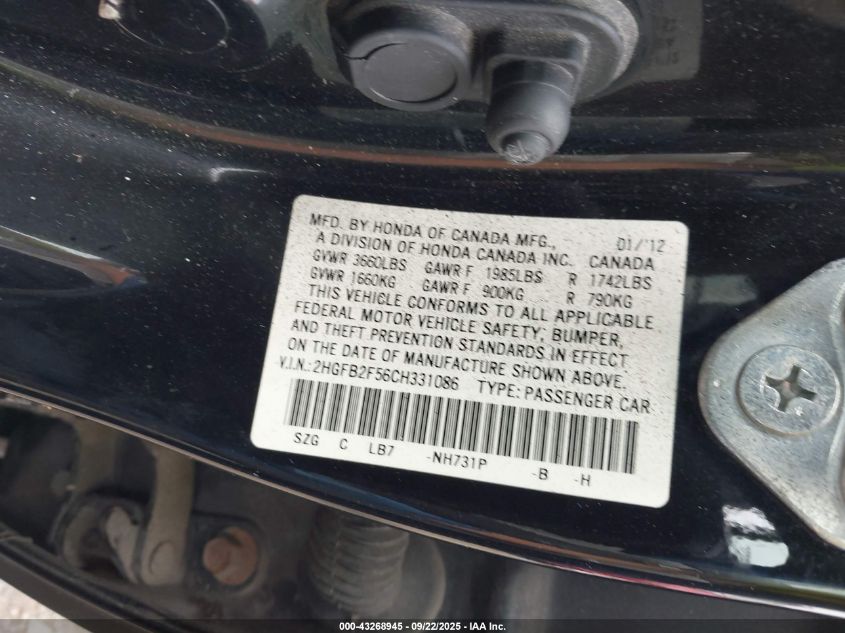 MFD. BY HONDA OF CANADA MFG., 01/'12
A DIVISION OF HONDA CANADA INC. CANADA
GVWR 3660LBS GAWR F 1985LBS R 1742LBS
GVWR 1660KG GAWR F 900KG R 790KG
THIS VEHICLE CONFORMS TO ALL APPLICABLE
FEDERAL MOTOR VEHICLE SAFETY, BUMPER,
AND THEFT PREVENTION STANDARDS IN EFFECT
ON THE DATE OF MANUFACTURE SHOWN ABOVE.
V.I.N.:2HGFB2F56CH331086 TYPE: PASSENGER CAR
SZG C LB7 -NH731P -B -H
000-43268945 - 09/22/2025 - IAA Inc.